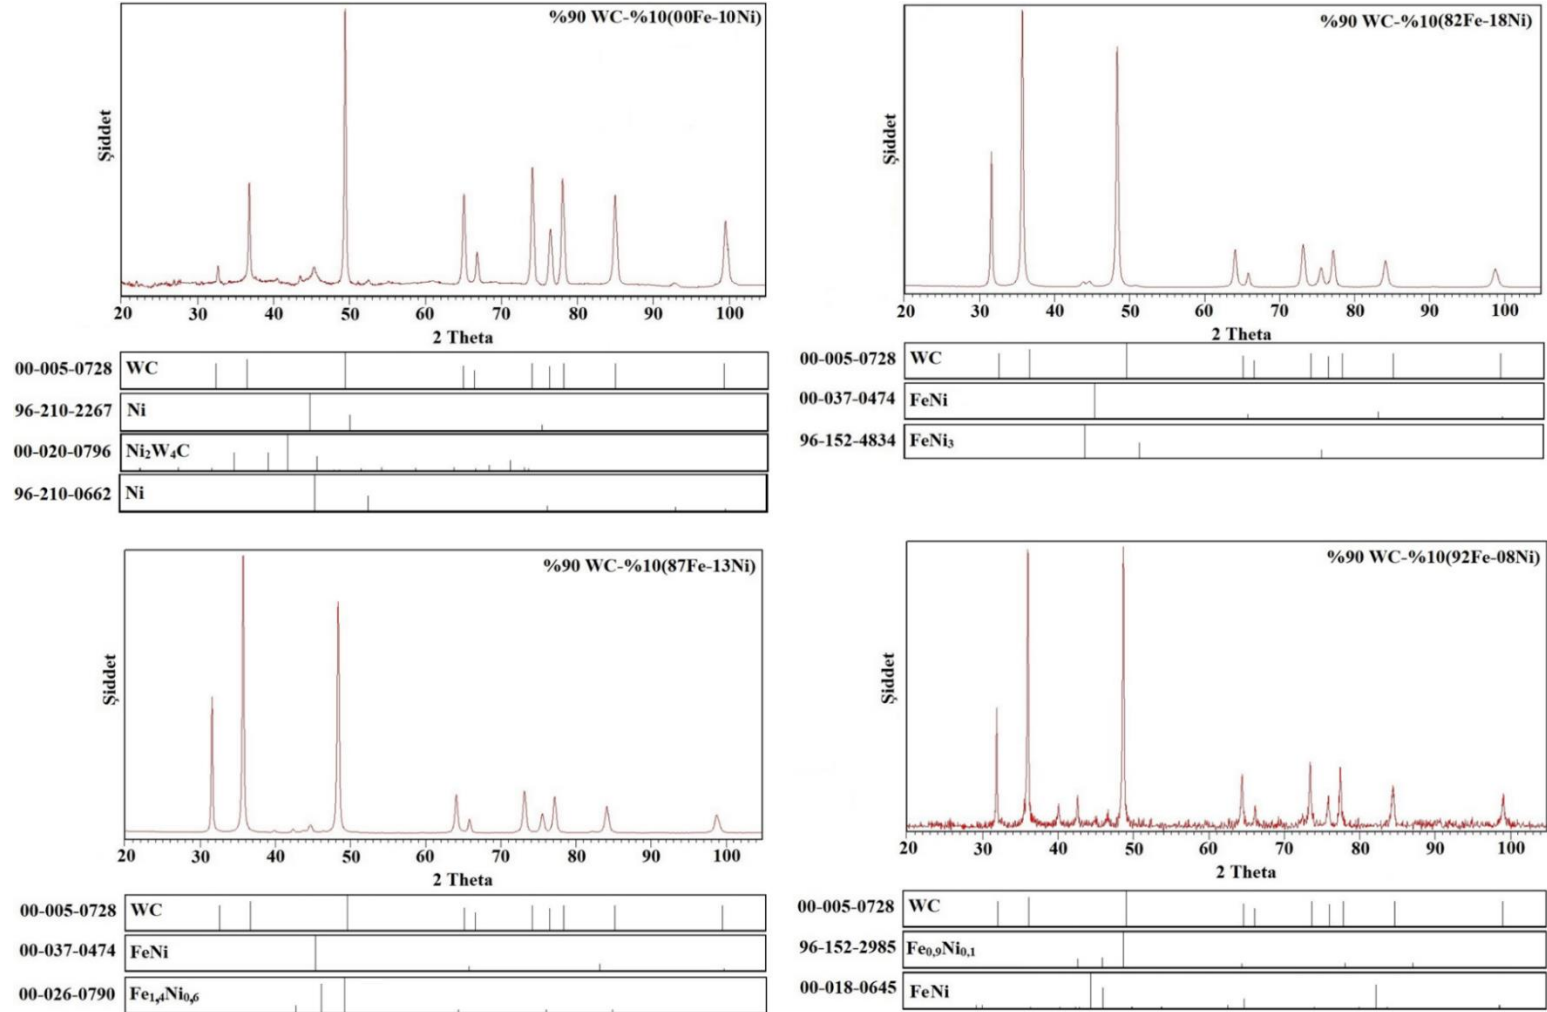 %90 WC-%10(00Fe-10Ni)
Şiddet
20 30 40 50 60 70 80 90 100
2 Theta
00-005-0728 WC
96-210-2267 Ni
00-020-0796 Ni₂W₄C
96-210-0662 Ni
%90 WC-%10(82Fe-18Ni)
Şiddet
20 30 40 50 60 70 80 90 100
2 Theta
00-005-0728 WC
00-037-0474 FeNi
96-152-4834 FeNi₃
%90 WC-%10(87Fe-13Ni)
Şiddet
20 30 40 50 60 70 80 90 100
2 Theta
00-005-0728 WC
00-037-0474 FeNi
00-026-0790 Fe₁,₄Ni₀,₆
%90 WC-%10(92Fe-08Ni)
Şiddet
20 30 40 50 60 70 80 90 100
2 Theta
00-005-0728 WC
96-152-2985 Fe₀,₉Ni₀,₁
00-018-0645 FeNi